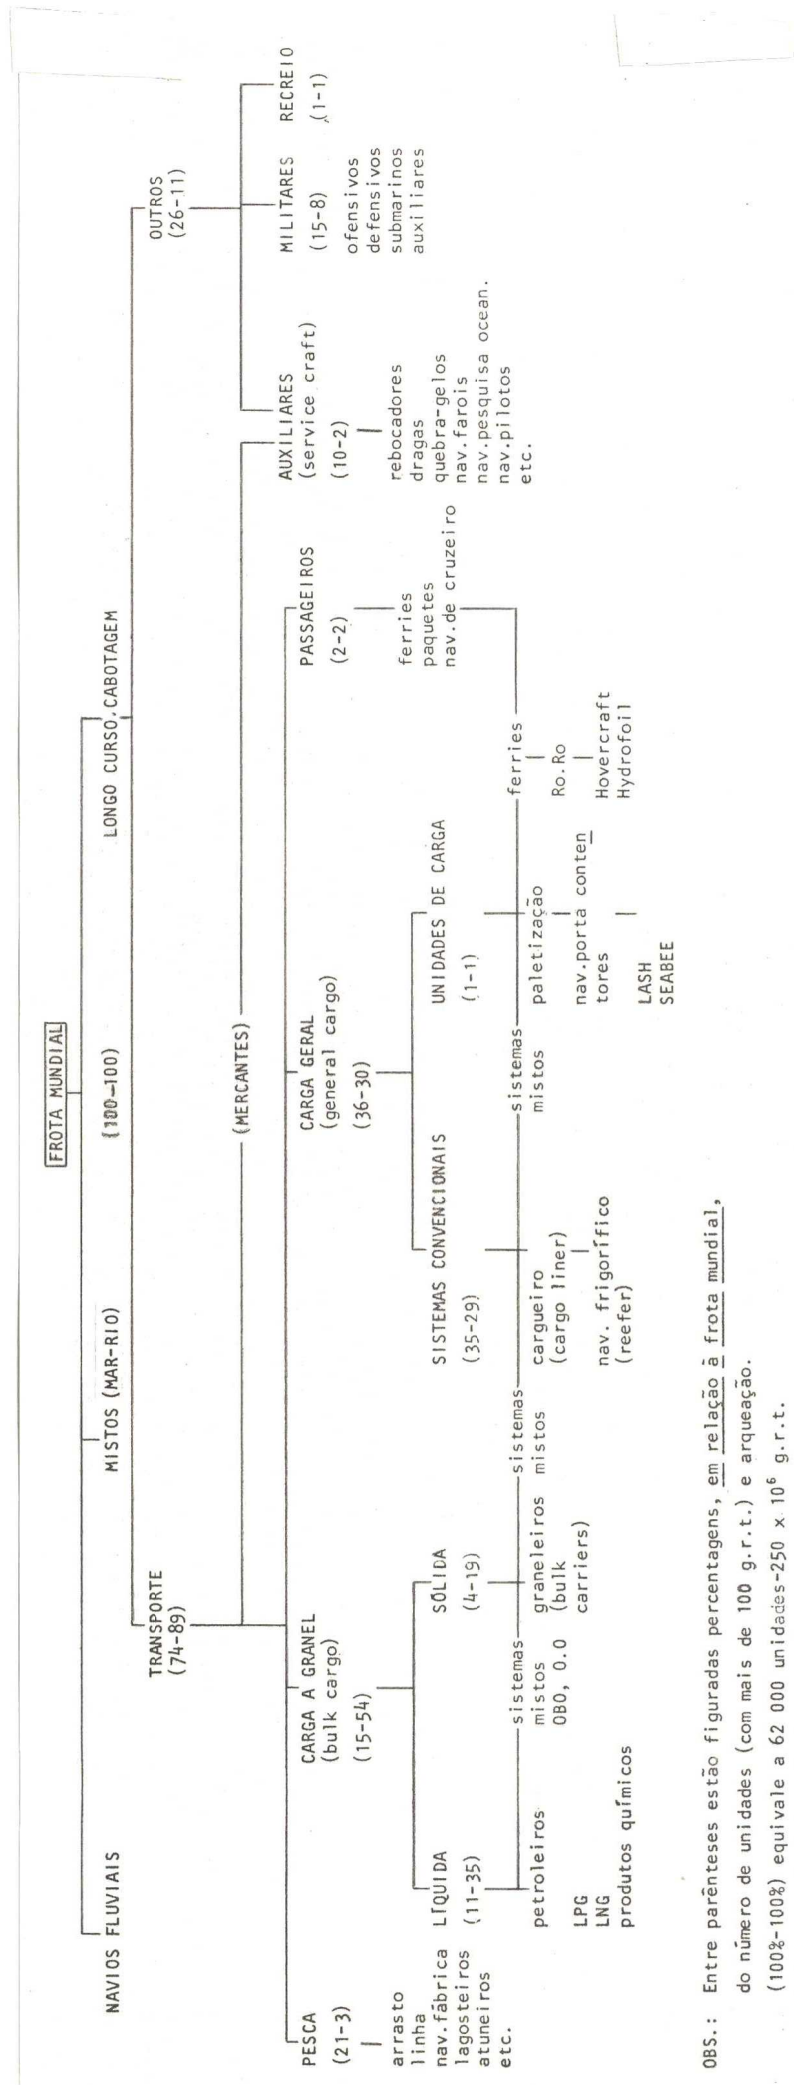 FROTA MUNDIAL
NAVIOS FLUVIAIS
MISTOS (MAR-RIO)
(100-100)
LONGO CURSO,CABOTAGEM
TRANSPORTE
(74-89)
OUTROS
(26-11)
(MERCANTES)
PESCA
(21-3)
arrasto
linha
nav.fábrica
lagosteiros
atuneiros
etc.
CARGA A GRANEL
(bulk cargo)
(15-54)
CARGA GERAL
(general cargo)
(36-30)
PASSAGEIROS
(2-2)
ferries
paquetes
nav.de cruzeiro
AUXILIARES
(service craft)
(10-2)
rebocadores
dragas
quebra-gelos
nav.farois
nav.pesquisa ocean.
nav.pilotos
etc.
MILITARES
(15-8)
ofensivos
defensivos
submarinos
auxiliares
RECREIO
(1-1)
LÍQUIDA
(11-35)
SÓLIDA
(4-19)
SISTEMAS CONVENCIONAIS
(35-29)
UNIDADES DE CARGA
(1-1)
petroleiros
LPG
LNG
produtos químicos
sistemas
mistos
OBO, O.O
graneleiros
(bulk
carriers)
sistemas
mistos
cargueiro
(cargo liner)
nav. frigorífico
(reefer)
sistemas
mistos
paletização
nav.porta conten
tores
LASH
SEABEE
ferries
Ro.Ro
Hovercraft
Hydrofoil
OBS.: Entre parênteses estão figuradas percentagens, em relação à frota mundial,
do número de unidades (com mais de 100 g.r.t.) e arqueação.
(100%-100%) equivale a 62 000 unidades-250 x 10⁶ g.r.t.